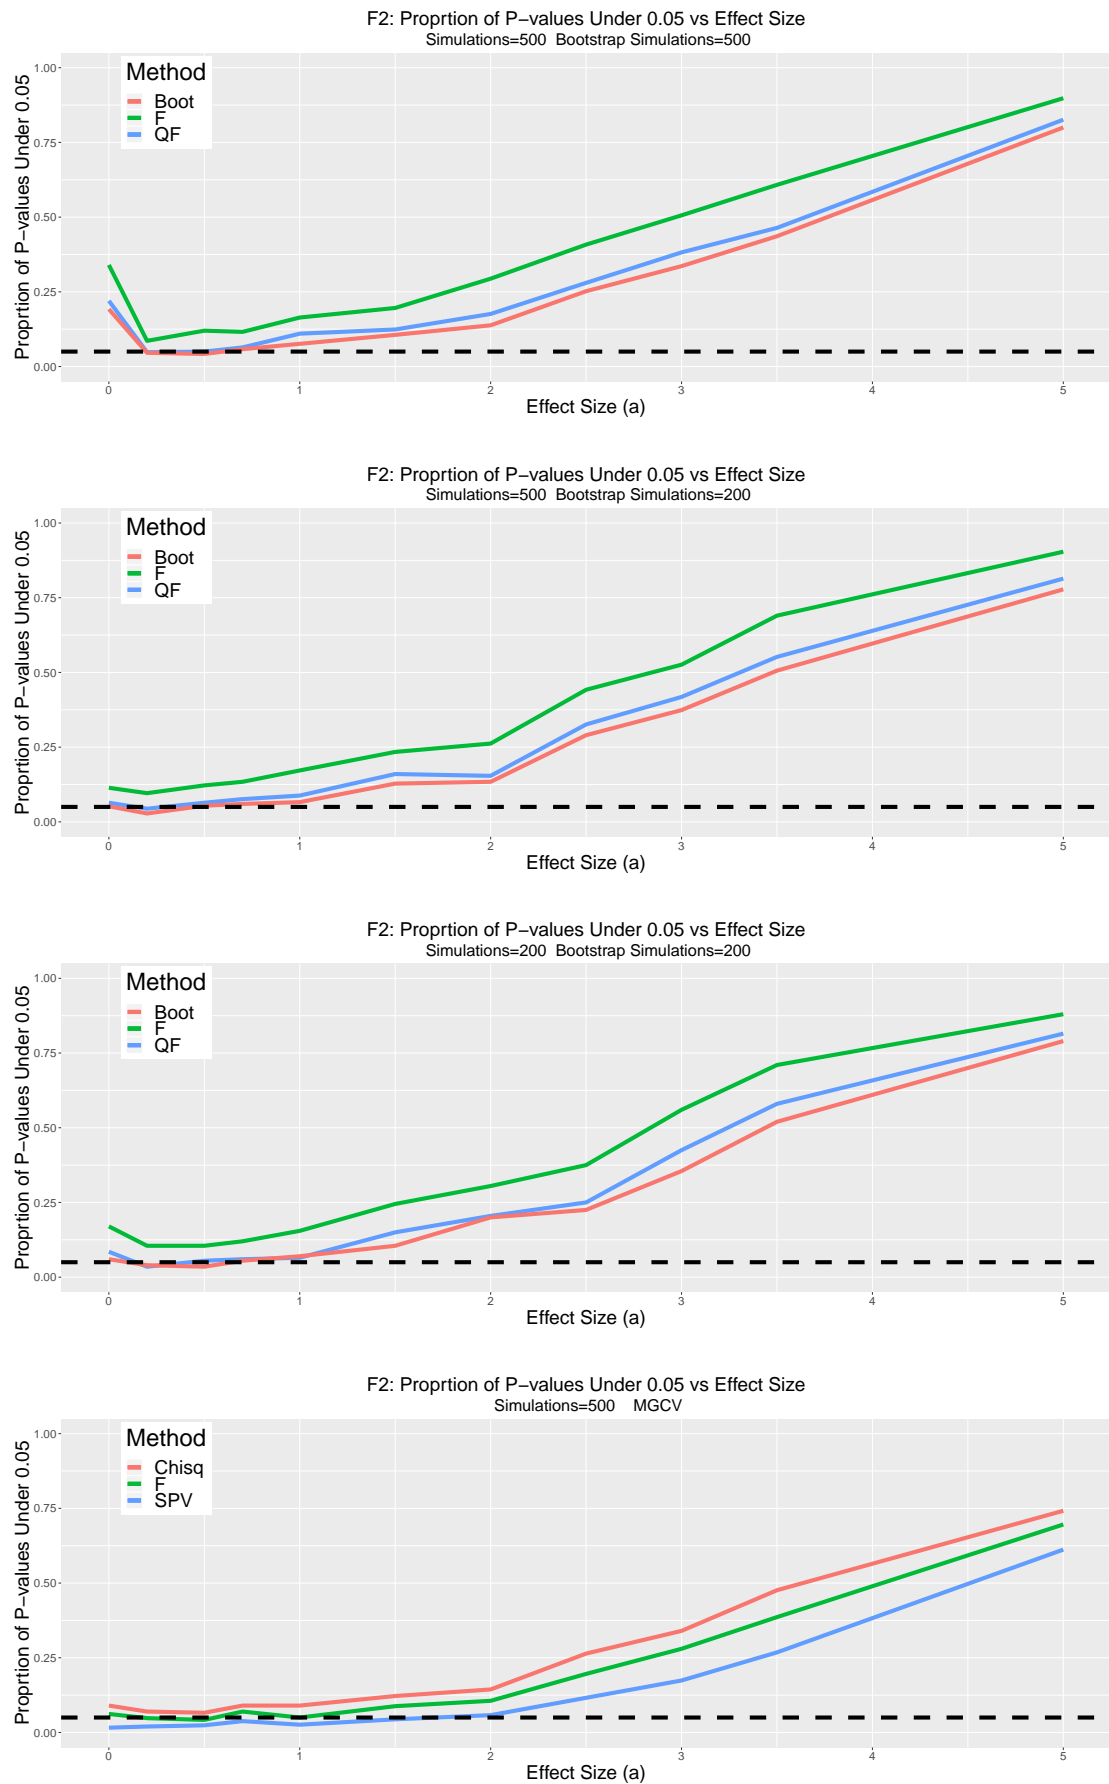 F2: Proprtion of P−values Under 0.05 vs Effect Size
Simulations=500 Bootstrap Simulations=500
Proprtion of P−values Under 0.05
1.00
0.75
0.50
0.25
0.00
Method
Boot
F
QF
0 1 2 3 4 5
Effect Size (a)
F2: Proprtion of P−values Under 0.05 vs Effect Size
Simulations=500 Bootstrap Simulations=200
Proprtion of P−values Under 0.05
1.00
0.75
0.50
0.25
0.00
Method
Boot
F
QF
0 1 2 3 4 5
Effect Size (a)
F2: Proprtion of P−values Under 0.05 vs Effect Size
Simulations=200 Bootstrap Simulations=200
Proprtion of P−values Under 0.05
1.00
0.75
0.50
0.25
0.00
Method
Boot
F
QF
0 1 2 3 4 5
Effect Size (a)
F2: Proprtion of P−values Under 0.05 vs Effect Size
Simulations=500 MGCV
Proprtion of P−values Under 0.05
1.00
0.75
0.50
0.25
0.00
Method
Chisq
F
SPV
0 1 2 3 4 5
Effect Size (a)